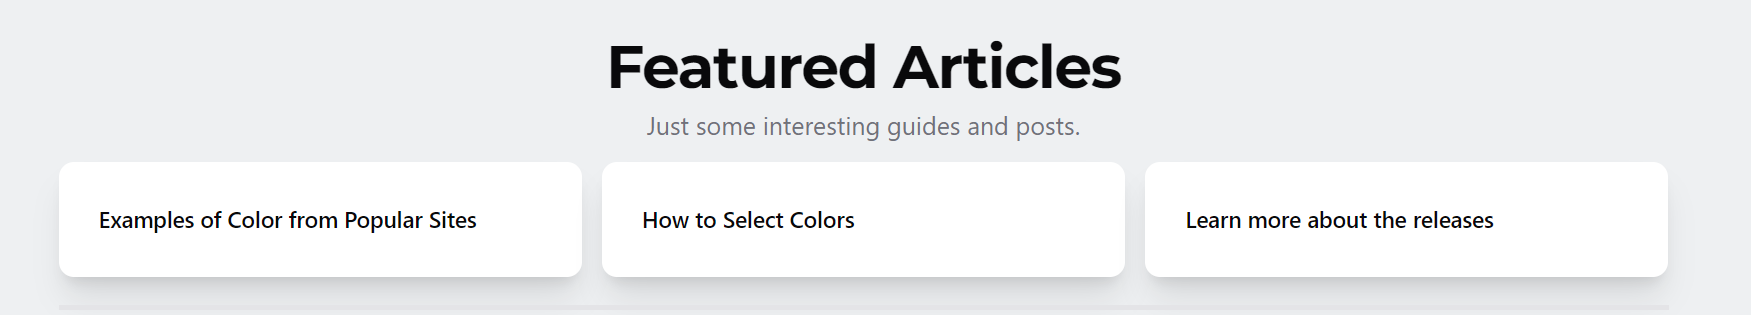 Featured Articles
Just some interesting guides and posts.
Examples of Color from Popular Sites
How to Select Colors
Learn more about the releases